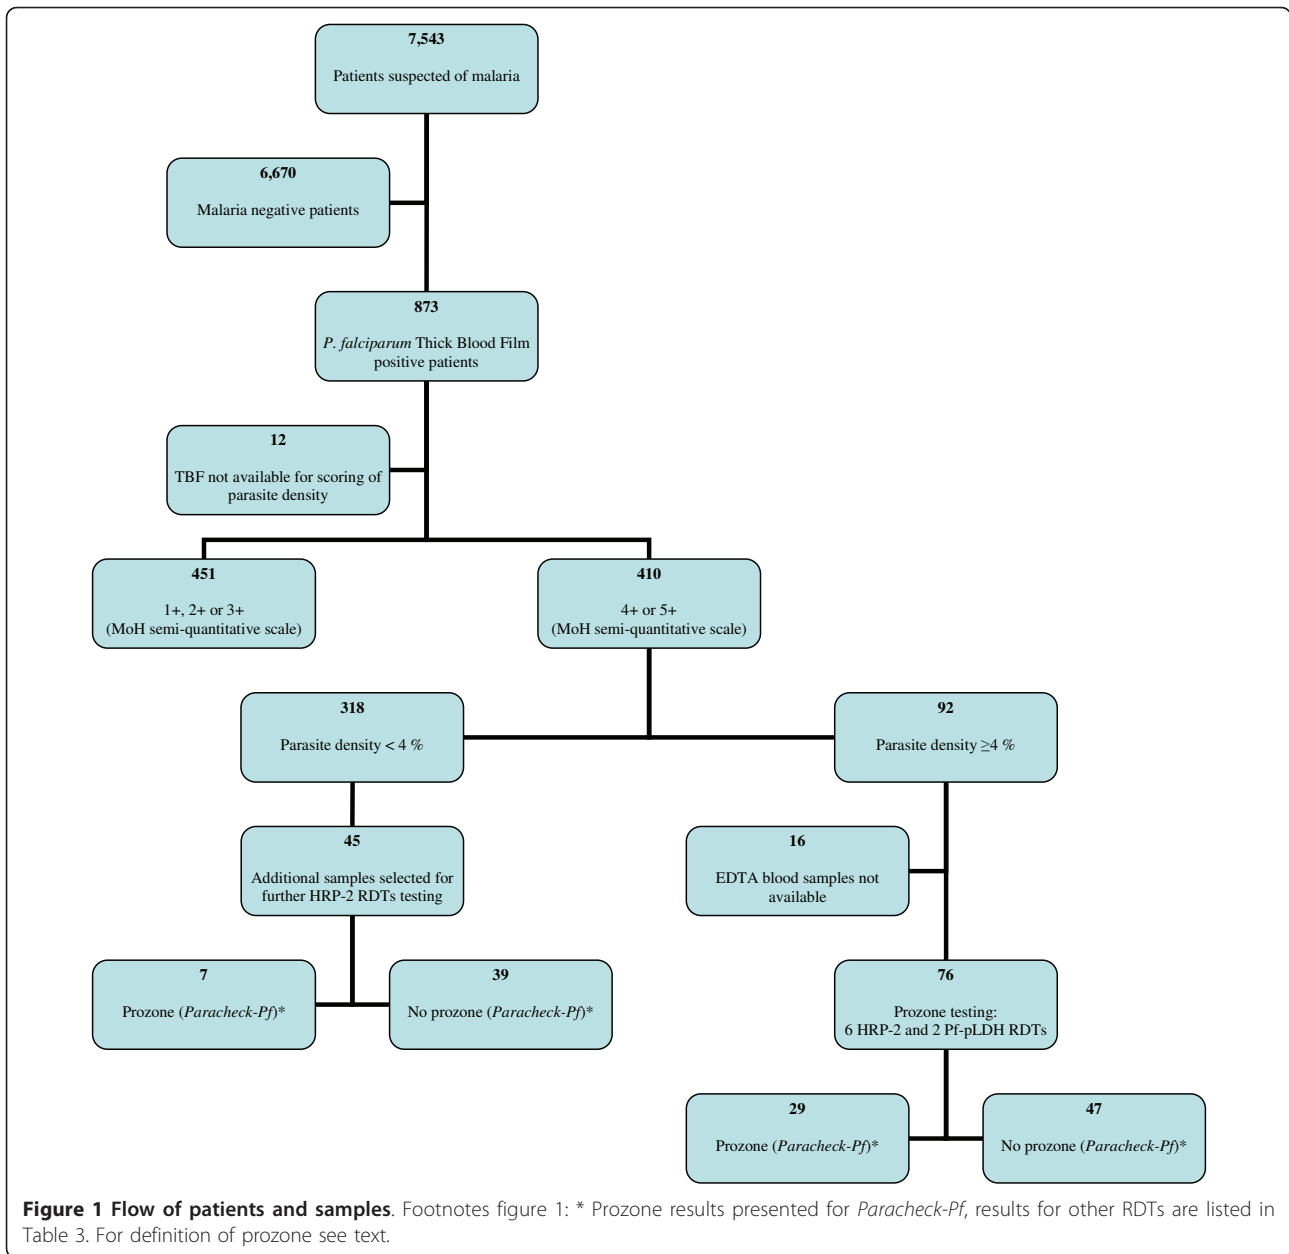 7,543
Patients suspected of malaria
6,670
Malaria negative patients
873
P. falciparum Thick Blood Film
positive patients
12
TBF not available for scoring of
parasite density
451
1+, 2+ or 3+
(MoH semi-quantitative scale)
410
4+ or 5+
(MoH semi-quantitative scale)
318
Parasite density < 4 %
92
Parasite density ≥4 %
45
Additional samples selected for
further HRP-2 RDTs testing
16
EDTA blood samples not
available
7
Prozone (Paracheck-Pf)*
39
No prozone (Paracheck-Pf)*
76
Prozone testing:
6 HRP-2 and 2 Pf-pLDH RDTs
29
Prozone (Paracheck-Pf)*
47
No prozone (Paracheck-Pf)*
Figure 1 Flow of patients and samples. Footnotes figure 1: * Prozone results presented for Paracheck-Pf, results for other RDTs are listed in
Table 3. For definition of prozone see text.